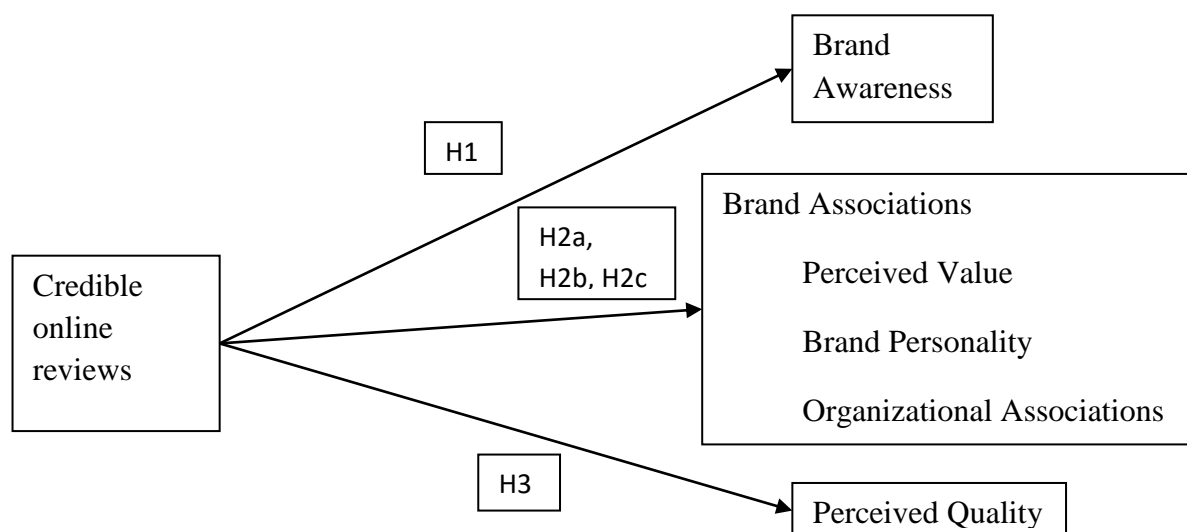 Brand
Awareness
H1
Brand Associations
H2a,
H2b, H2c
Perceived Value
Credible
online
reviews
Brand Personality
Organizational Associations
H3
Perceived Quality